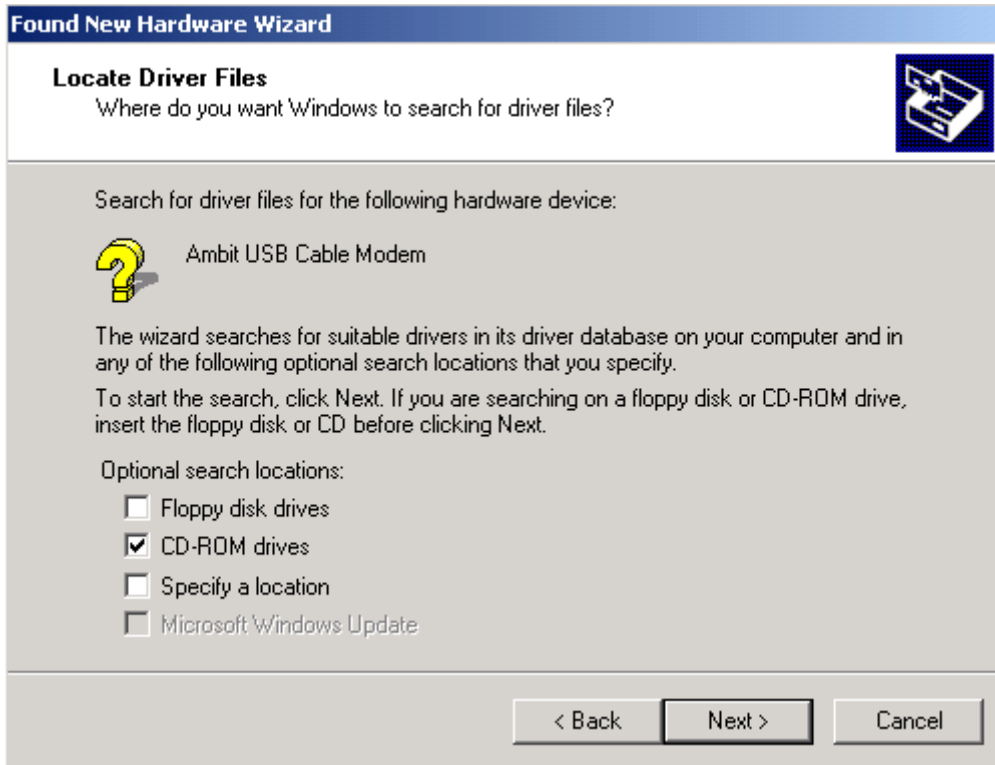 Found New Hardware Wizard
Locate Driver Files
Where do you want Windows to search for driver files?
Search for driver files for the following hardware device:
Ambit USB Cable Modem
The wizard searches for suitable drivers in its driver database on your computer and in
any of the following optional search locations that you specify.
To start the search, click Next. If you are searching on a floppy disk or CD-ROM drive,
insert the floppy disk or CD before clicking Next.
Optional search locations:
Floppy disk drives
CD-ROM drives
Specify a location
Microsoft Windows Update
< Back Next > Cancel